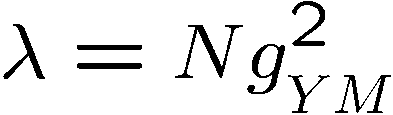 λ = Ng²_{YM}